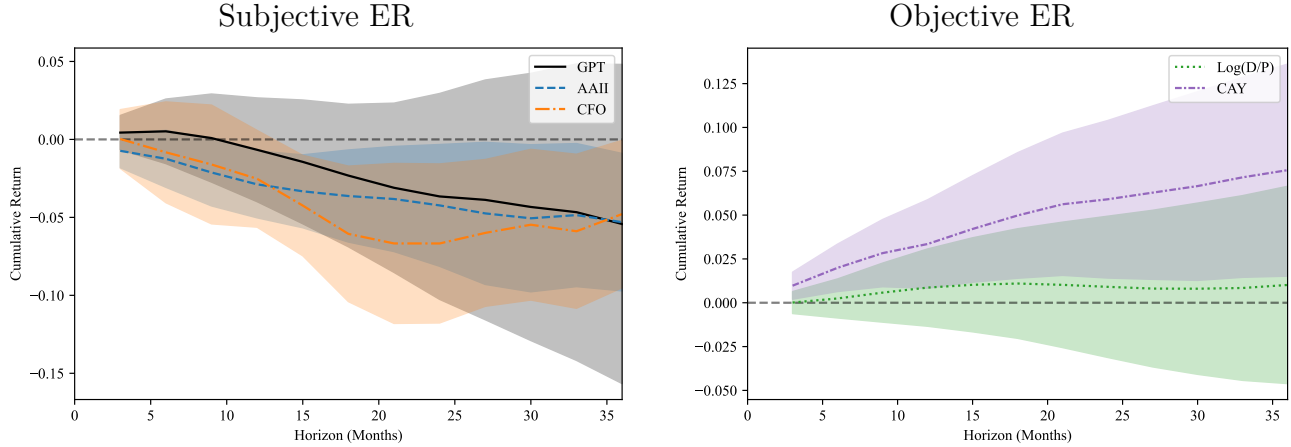 Subjective ER
0.05
0.00
−0.05
−0.10
−0.15
Cumulative Return
GPT
AAII
CFO
0 5 10 15 20 25 30 35
Horizon (Months)
Objective ER
0.125
0.100
0.075
0.050
0.025
0.000
−0.025
−0.050
Cumulative Return
Log(D/P)
CAY
0 5 10 15 20 25 30 35
Horizon (Months)